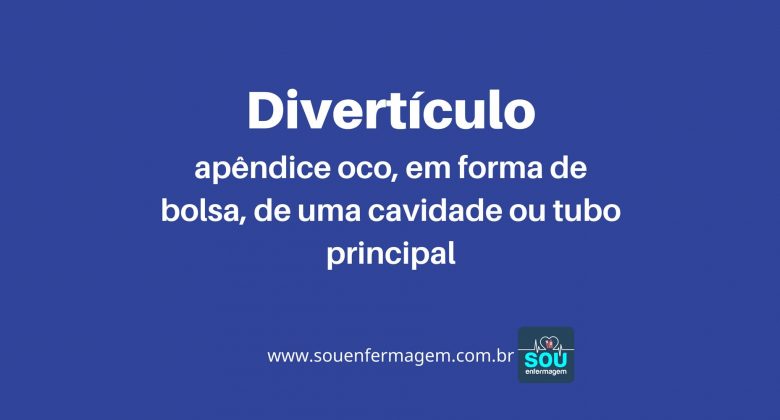 Divertículo
apêndice oco, em forma de
bolsa, de uma cavidade ou tubo
principal
www.souenfermagem.com.br
SOU
enfermagem